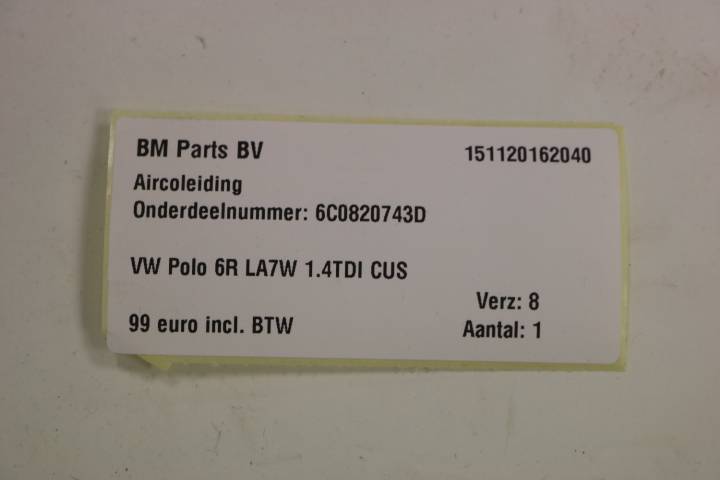 BM Parts BV 151120162040
Aircoleiding
Onderdeelnummer: 6C0820743D
VW Polo 6R LA7W 1.4TDI CUS
Verz: 8
99 euro incl. BTW Aantal: 1